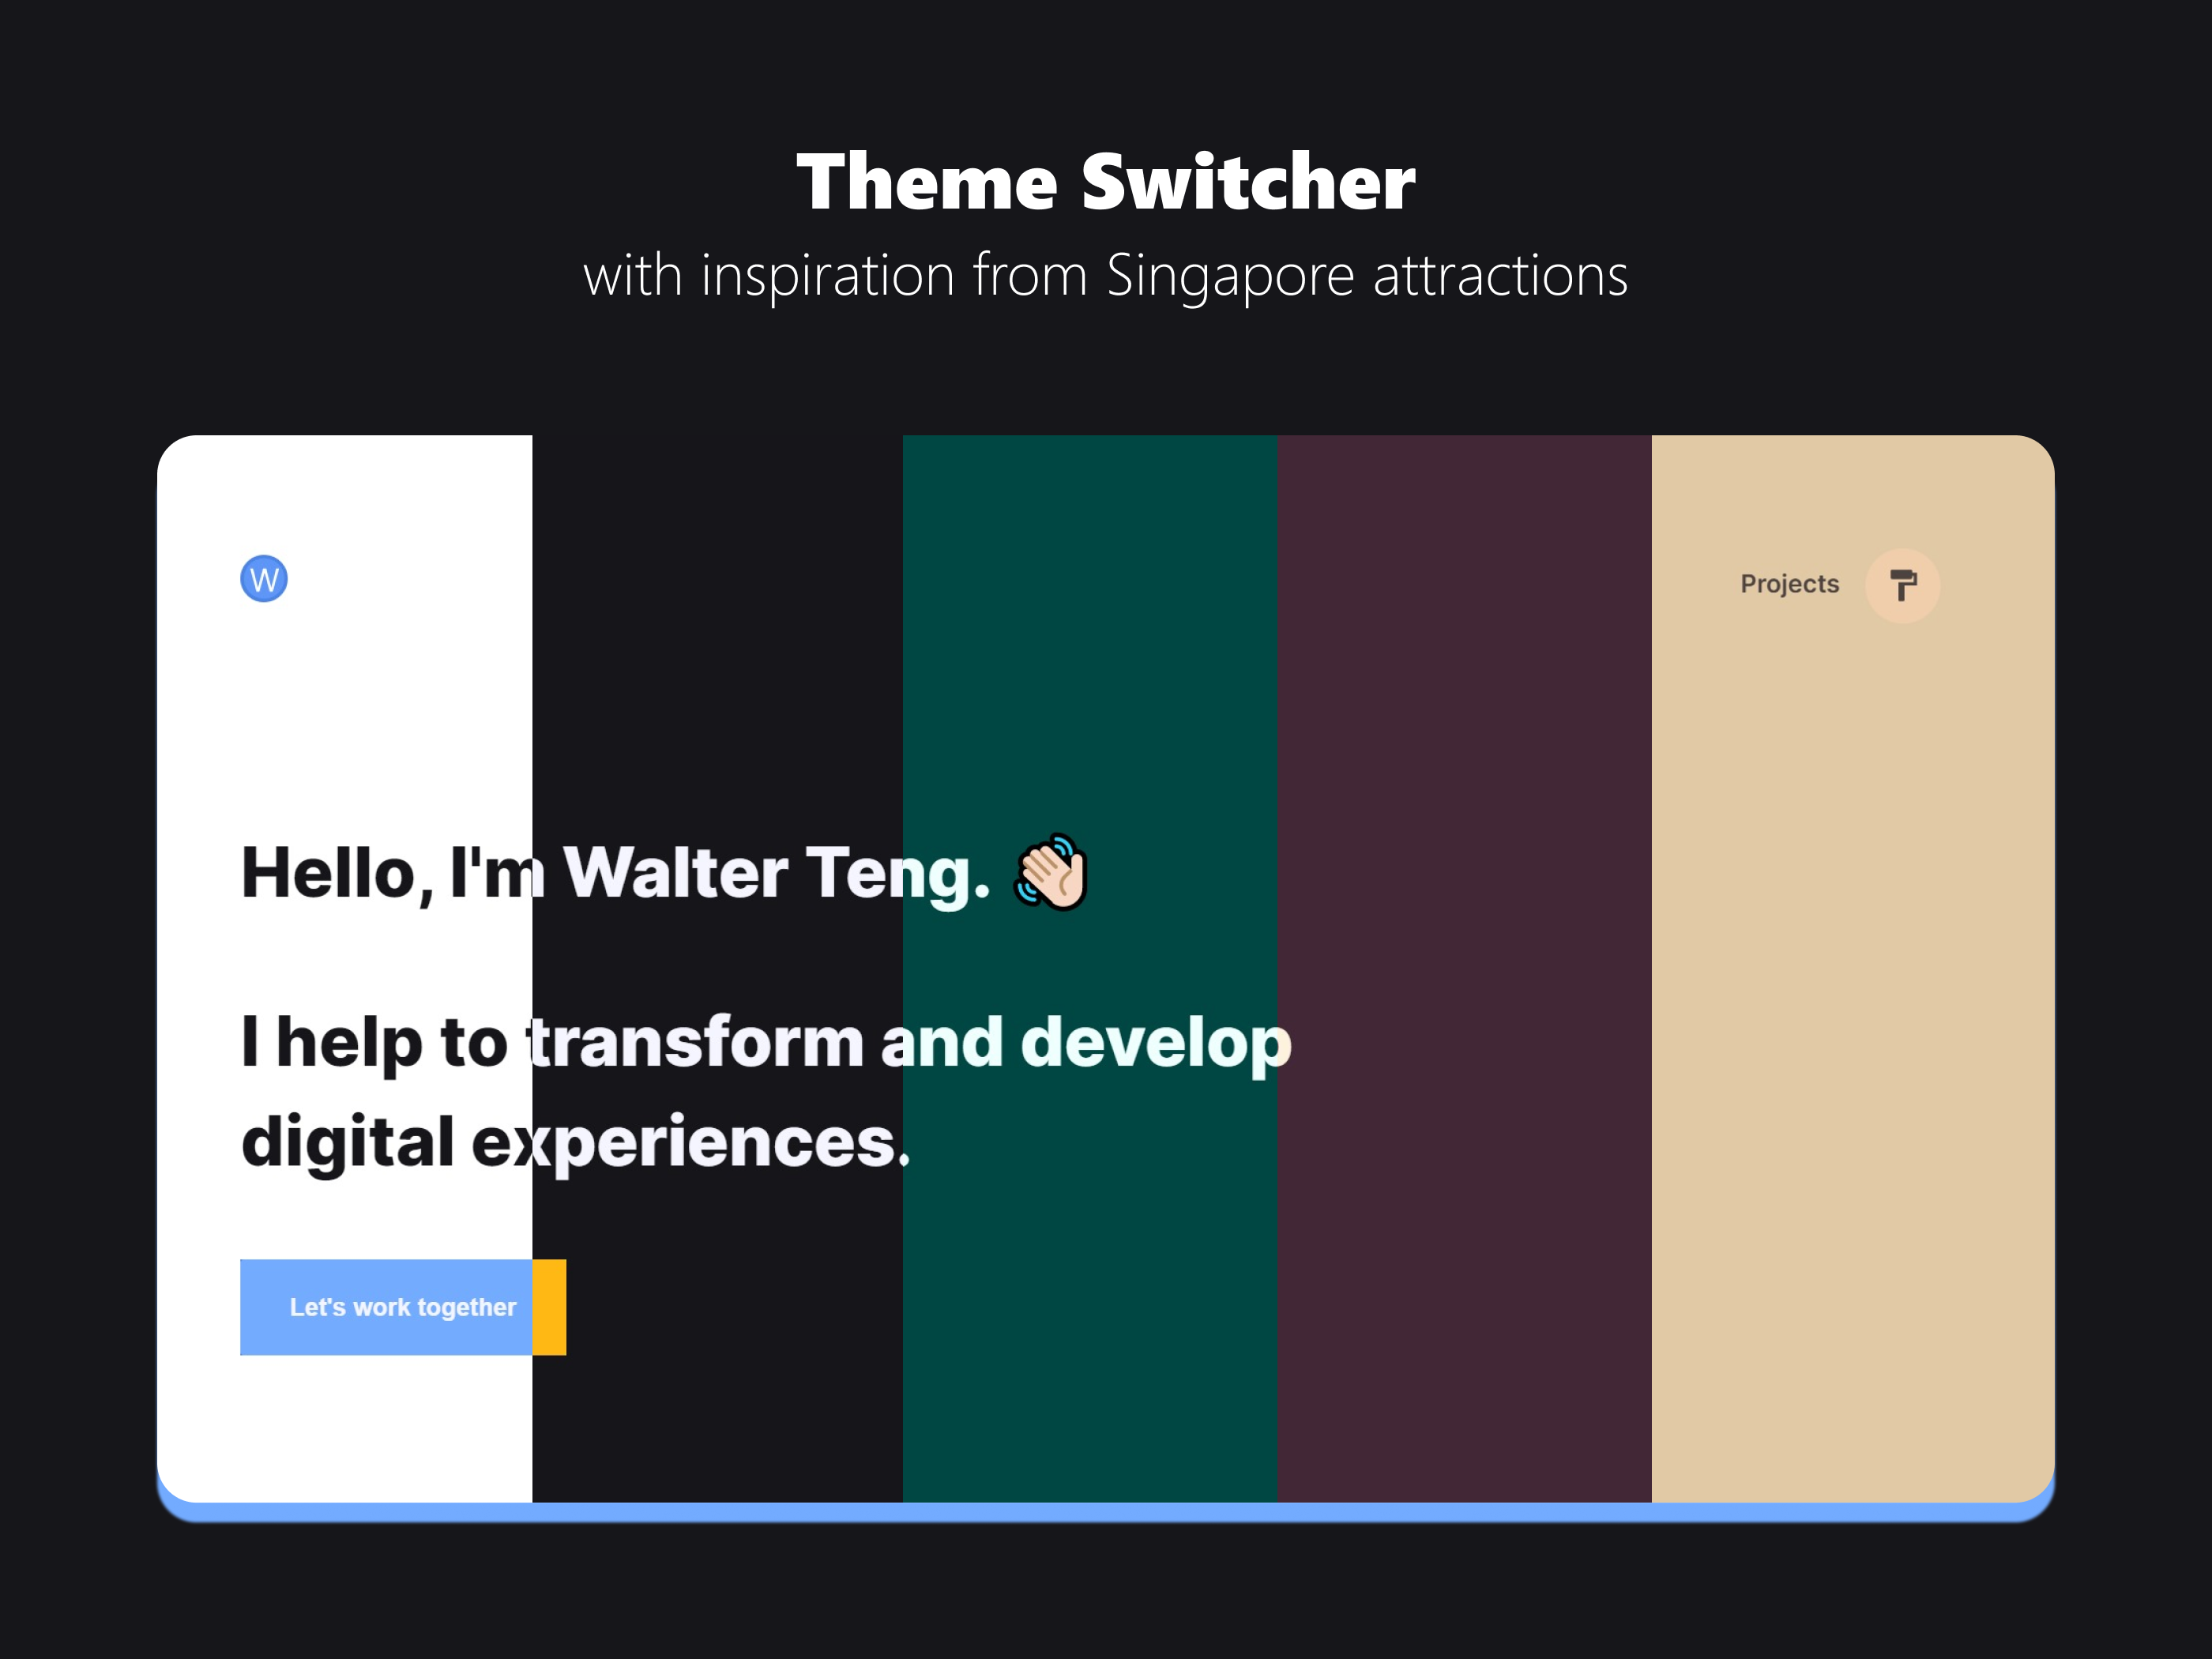 Theme Switcher
with inspiration from Singapore attractions
W
Projects
Hello, I'm Walter Teng. 👋🏻
I help to transform and develop
digital experiences.
Let's work together